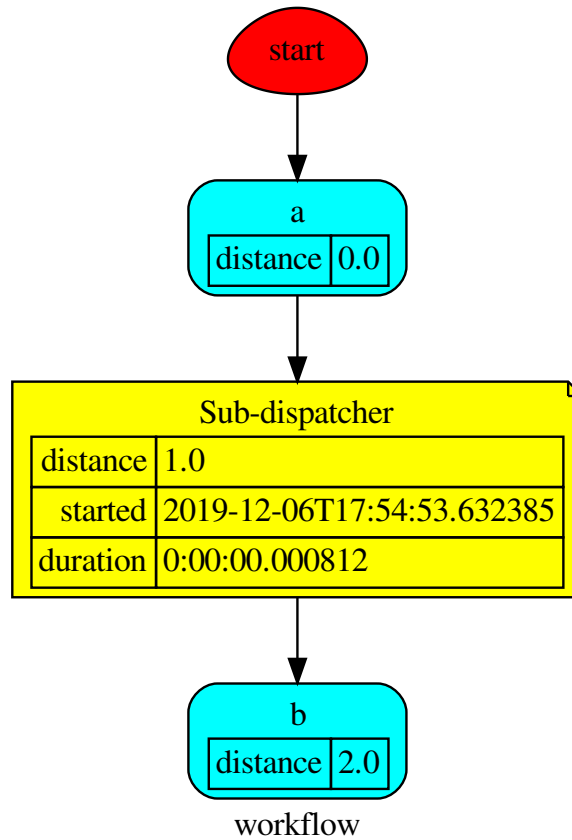 start
a
distance 0.0
Sub-dispatcher
distance 1.0
started 2019-12-06T17:54:53.632385
duration 0:00:00.000812
b
distance 2.0
workflow